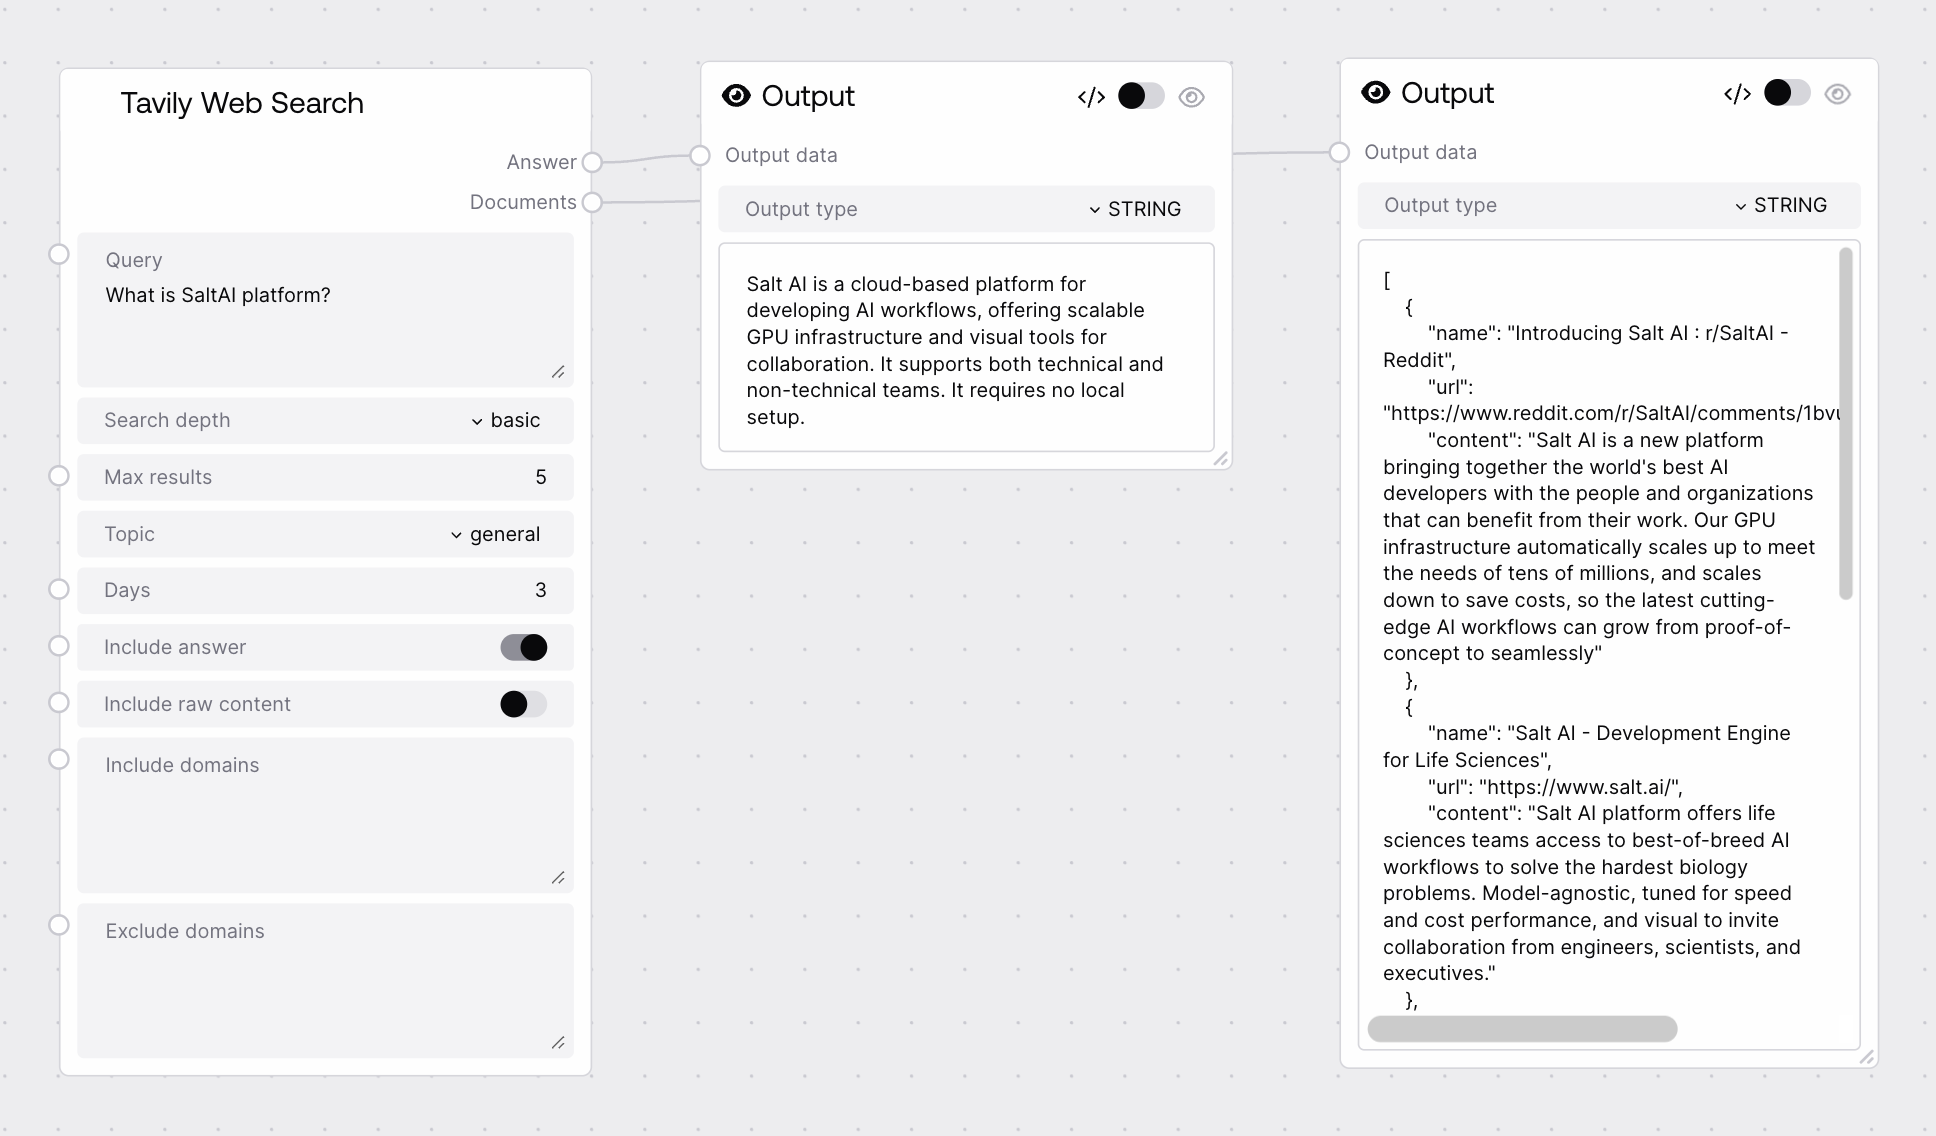 Tavily Web Search
Answer
Documents
Query
What is SaltAI platform?
Search depth basic
Max results 5
Topic general
Days 3
Include answer
Include raw content
Include domains
Exclude domains
Output </>
Output data
Output type STRING
Salt AI is a cloud-based platform for
developing AI workflows, offering scalable
GPU infrastructure and visual tools for
collaboration. It supports both technical and
non-technical teams. It requires no local
setup.
Output </>
Output data
Output type STRING
[
{
"name": "Introducing Salt AI : r/SaltAI -
Reddit",
"url":
"https://www.reddit.com/r/SaltAI/comments/1bvu
"content": "Salt AI is a new platform
bringing together the world's best AI
developers with the people and organizations
that can benefit from their work. Our GPU
infrastructure automatically scales up to meet
the needs of tens of millions, and scales
down to save costs, so the latest cutting-
edge AI workflows can grow from proof-of-
concept to seamlessly"
},
{
"name": "Salt AI - Development Engine
for Life Sciences",
"url": "https://www.salt.ai/",
"content": "Salt AI platform offers life
sciences teams access to best-of-breed AI
workflows to solve the hardest biology
problems. Model-agnostic, tuned for speed
and cost performance, and visual to invite
collaboration from engineers, scientists, and
executives."
},